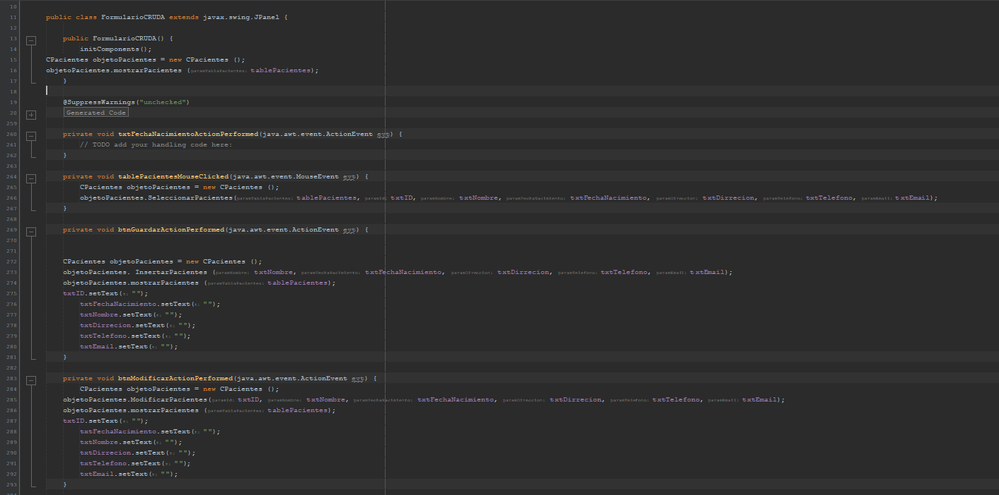 10
11 public class FormularioCRUDA extends javax.swing.JPanel {
12
13 public FormularioCRUDA() {
14 initComponents();
15 CPacientes objetoPacientes = new CPacientes ();
16 objetoPacientes.mostrarPacientes (paramTablaPacientes: tablePacientes);
17 }
18
19 @SuppressWarnings("unchecked")
20 Generated Code
259
260 private void txtFechaNacimientoActionPerformed(java.awt.event.ActionEvent evt) {
261 // TODO add your handling code here:
262 }
263
264 private void tablePacientesMouseClicked(java.awt.event.MouseEvent evt) {
265 CPacientes objetoPacientes = new CPacientes ();
266 objetoPacientes.SeleccionarPacientes(paramTablaPacientes: tablePacientes, paramId: txtID, paramNombre: txtNombre, paramFechaNacimiento: txtFechaNacimiento, paramDireccion: txtDirrecion, paramTelefono: txtTelefono, paramEmail: txtEmail);
267 }
268
269 private void btnGuardarActionPerformed(java.awt.event.ActionEvent evt) {
270
271
272 CPacientes objetoPacientes = new CPacientes ();
273 objetoPacientes. InsertarPacientes (paramNombre: txtNombre, paramFechaNacimiento: txtFechaNacimiento, paramDireccion: txtDirrecion, paramTelefono: txtTelefono, paramEmail: txtEmail);
274 objetoPacientes.mostrarPacientes (paramTablaPacientes: tablePacientes);
275 txtID.setText(t: "");
276 txtFechaNacimiento.setText(t: "");
277 txtNombre.setText(t: "");
278 txtDirrecion.setText(t: "");
279 txtTelefono.setText(t: "");
280 txtEmail.setText(t: "");
281 }
282
283 private void btnModificarActionPerformed(java.awt.event.ActionEvent evt) {
284 CPacientes objetoPacientes = new CPacientes ();
285 objetoPacientes.ModificarPacientes(paramId: txtID, paramNombre: txtNombre, paramFechaNacimiento: txtFechaNacimiento, paramDireccion: txtDirrecion, paramTelefono: txtTelefono, paramEmail: txtEmail);
286 objetoPacientes.mostrarPacientes (paramTablaPacientes: tablePacientes);
287 txtID.setText(t: "");
288 txtFechaNacimiento.setText(t: "");
289 txtNombre.setText(t: "");
290 txtDirrecion.setText(t: "");
291 txtTelefono.setText(t: "");
292 txtEmail.setText(t: "");
293 }